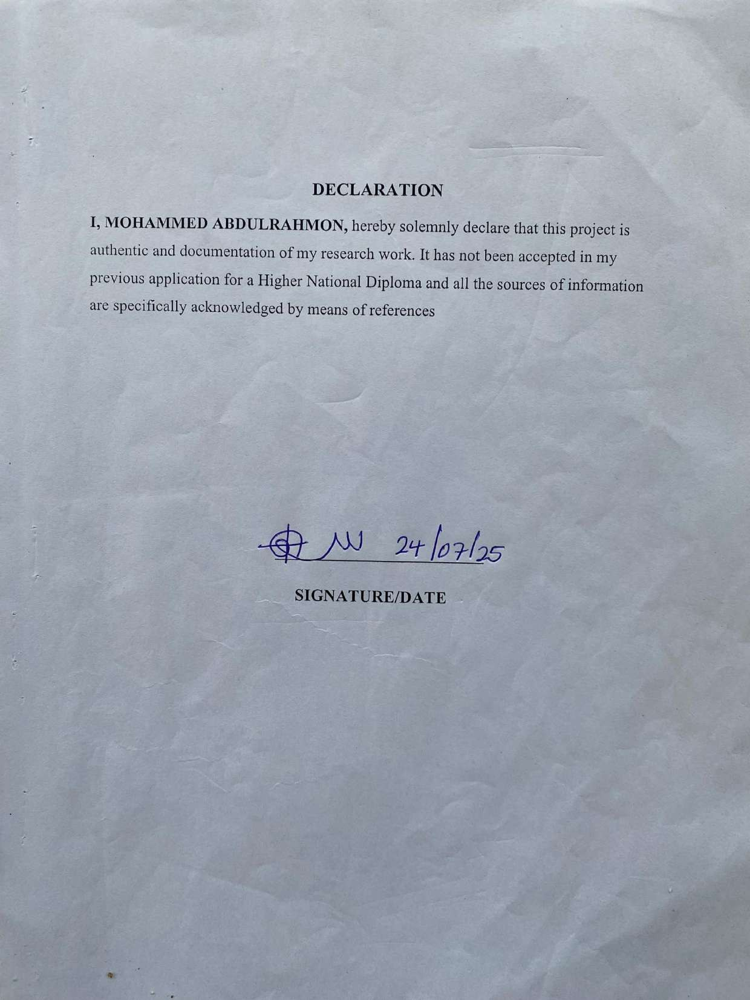 DECLARATION
I, MOHAMMED ABDULRAHMON, hereby solemnly declare that this project is
authentic and documentation of my research work. It has not been accepted in my
previous application for a Higher National Diploma and all the sources of information
are specifically acknowledged by means of references
24/07/25
SIGNATURE/DATE